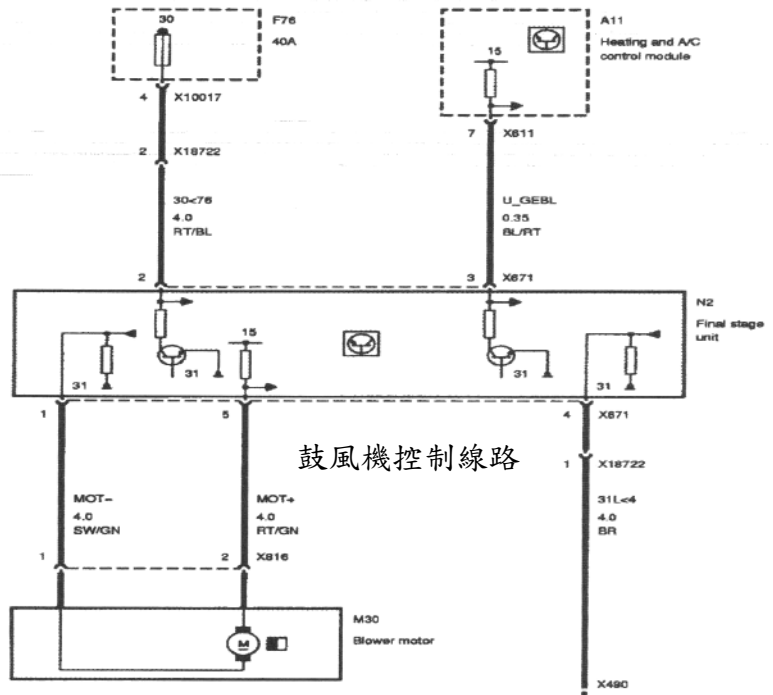 30
F76
40A
A11
Heating and A/C
control module
15
4 X10017
7 X611
2 X18722
30<76
4.0
RT/BL
U_GEBL
0.35
BL/RT
2
3 X671
N2
Final stage
unit
15
31
31
31
31
1
5
4 X671
鼓風機控制線路
1 X18722
MOT-
4.0
SW/GN
MOT+
4.0
RT/GN
31L<4
4.0
BR
1
2 X816
M30
Blower motor
M
X490